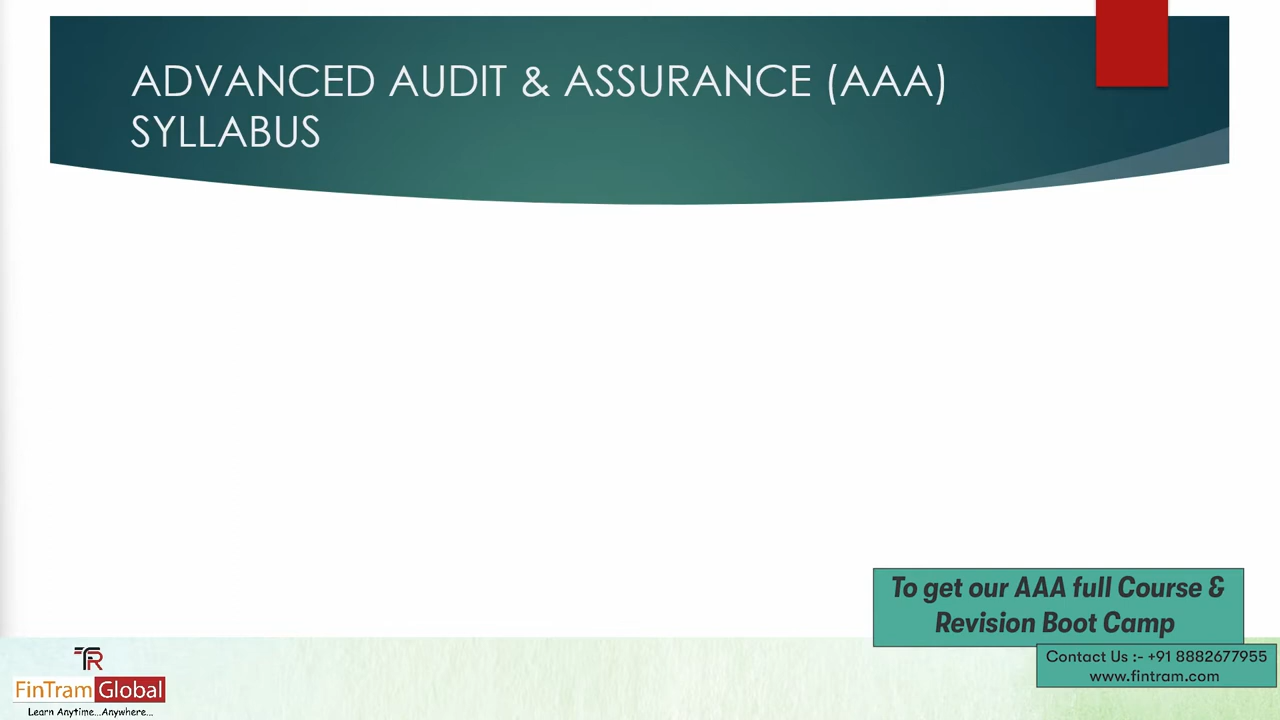 ADVANCED AUDIT & ASSURANCE (AAA)
SYLLABUS
To get our AAA full Course &
Revision Boot Camp
Contact Us :- +91 8882677955
www.fintram.com
TR
FinTram Global
Learn Anytime...Anywhere...